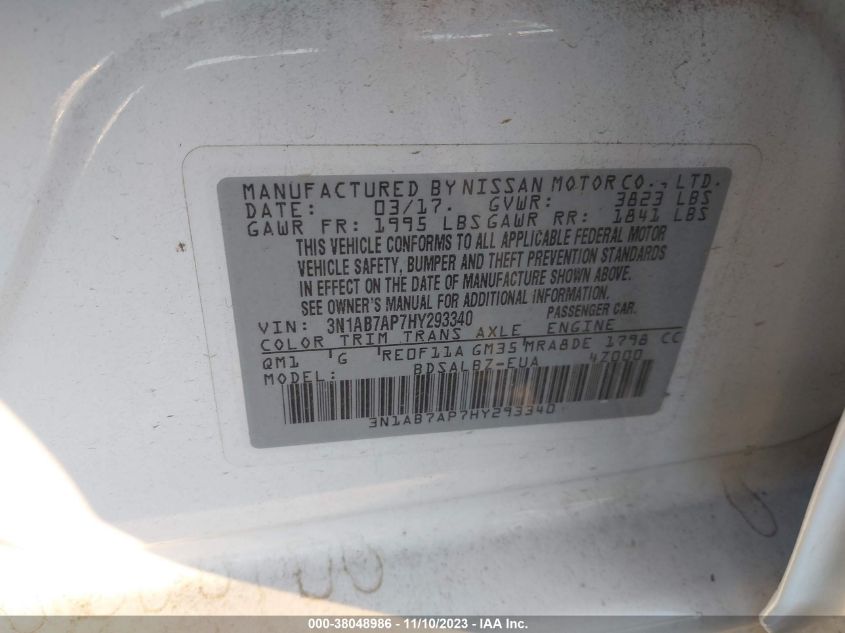 MANUFACTURED BY NISSAN MOTOR CO., LTD.
DATE: 03/17. GVWR: 3823 LBS
GAWR FR: 1995 LBS GAWR RR: 1841 LBS
THIS VEHICLE CONFORMS TO ALL APPLICABLE FEDERAL MOTOR
VEHICLE SAFETY, BUMPER AND THEFT PREVENTION STANDARDS
IN EFFECT ON THE DATE OF MANUFACTURE SHOWN ABOVE.
SEE OWNER'S MANUAL FOR ADDITIONAL INFORMATION.
VIN: 3N1AB7AP7HY293340 PASSENGER CAR.
COLOR TRIM TRANS AXLE ENGINE
QM1 G RE0F11A GM35 MRA8DE 1798 CC
MODEL: BDSALBZ-EUA 4Z000
3N1AB7AP7HY293340
000-38048986 - 11/10/2023 - IAA Inc.